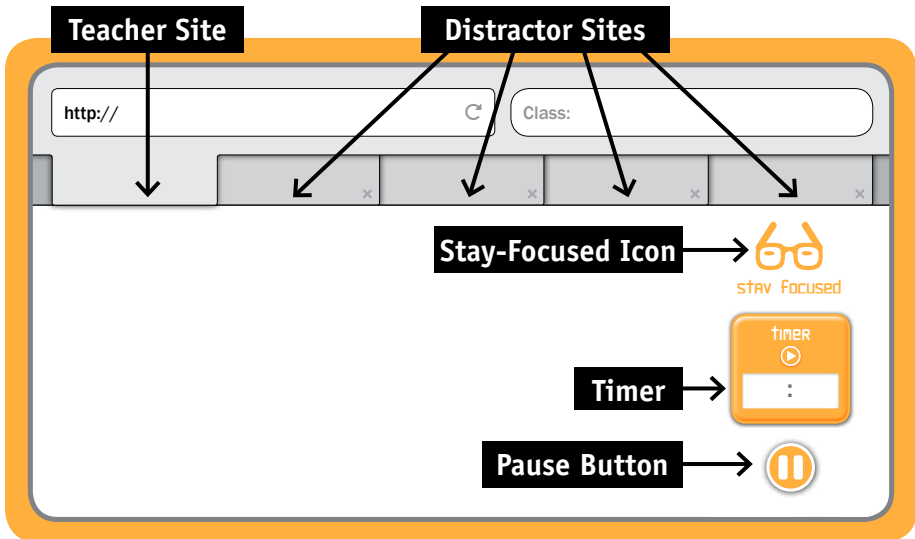 Teacher Site
Distractor Sites
http://
Class:
Stay-Focused Icon
stay focused
timer
Timer
:
Pause Button